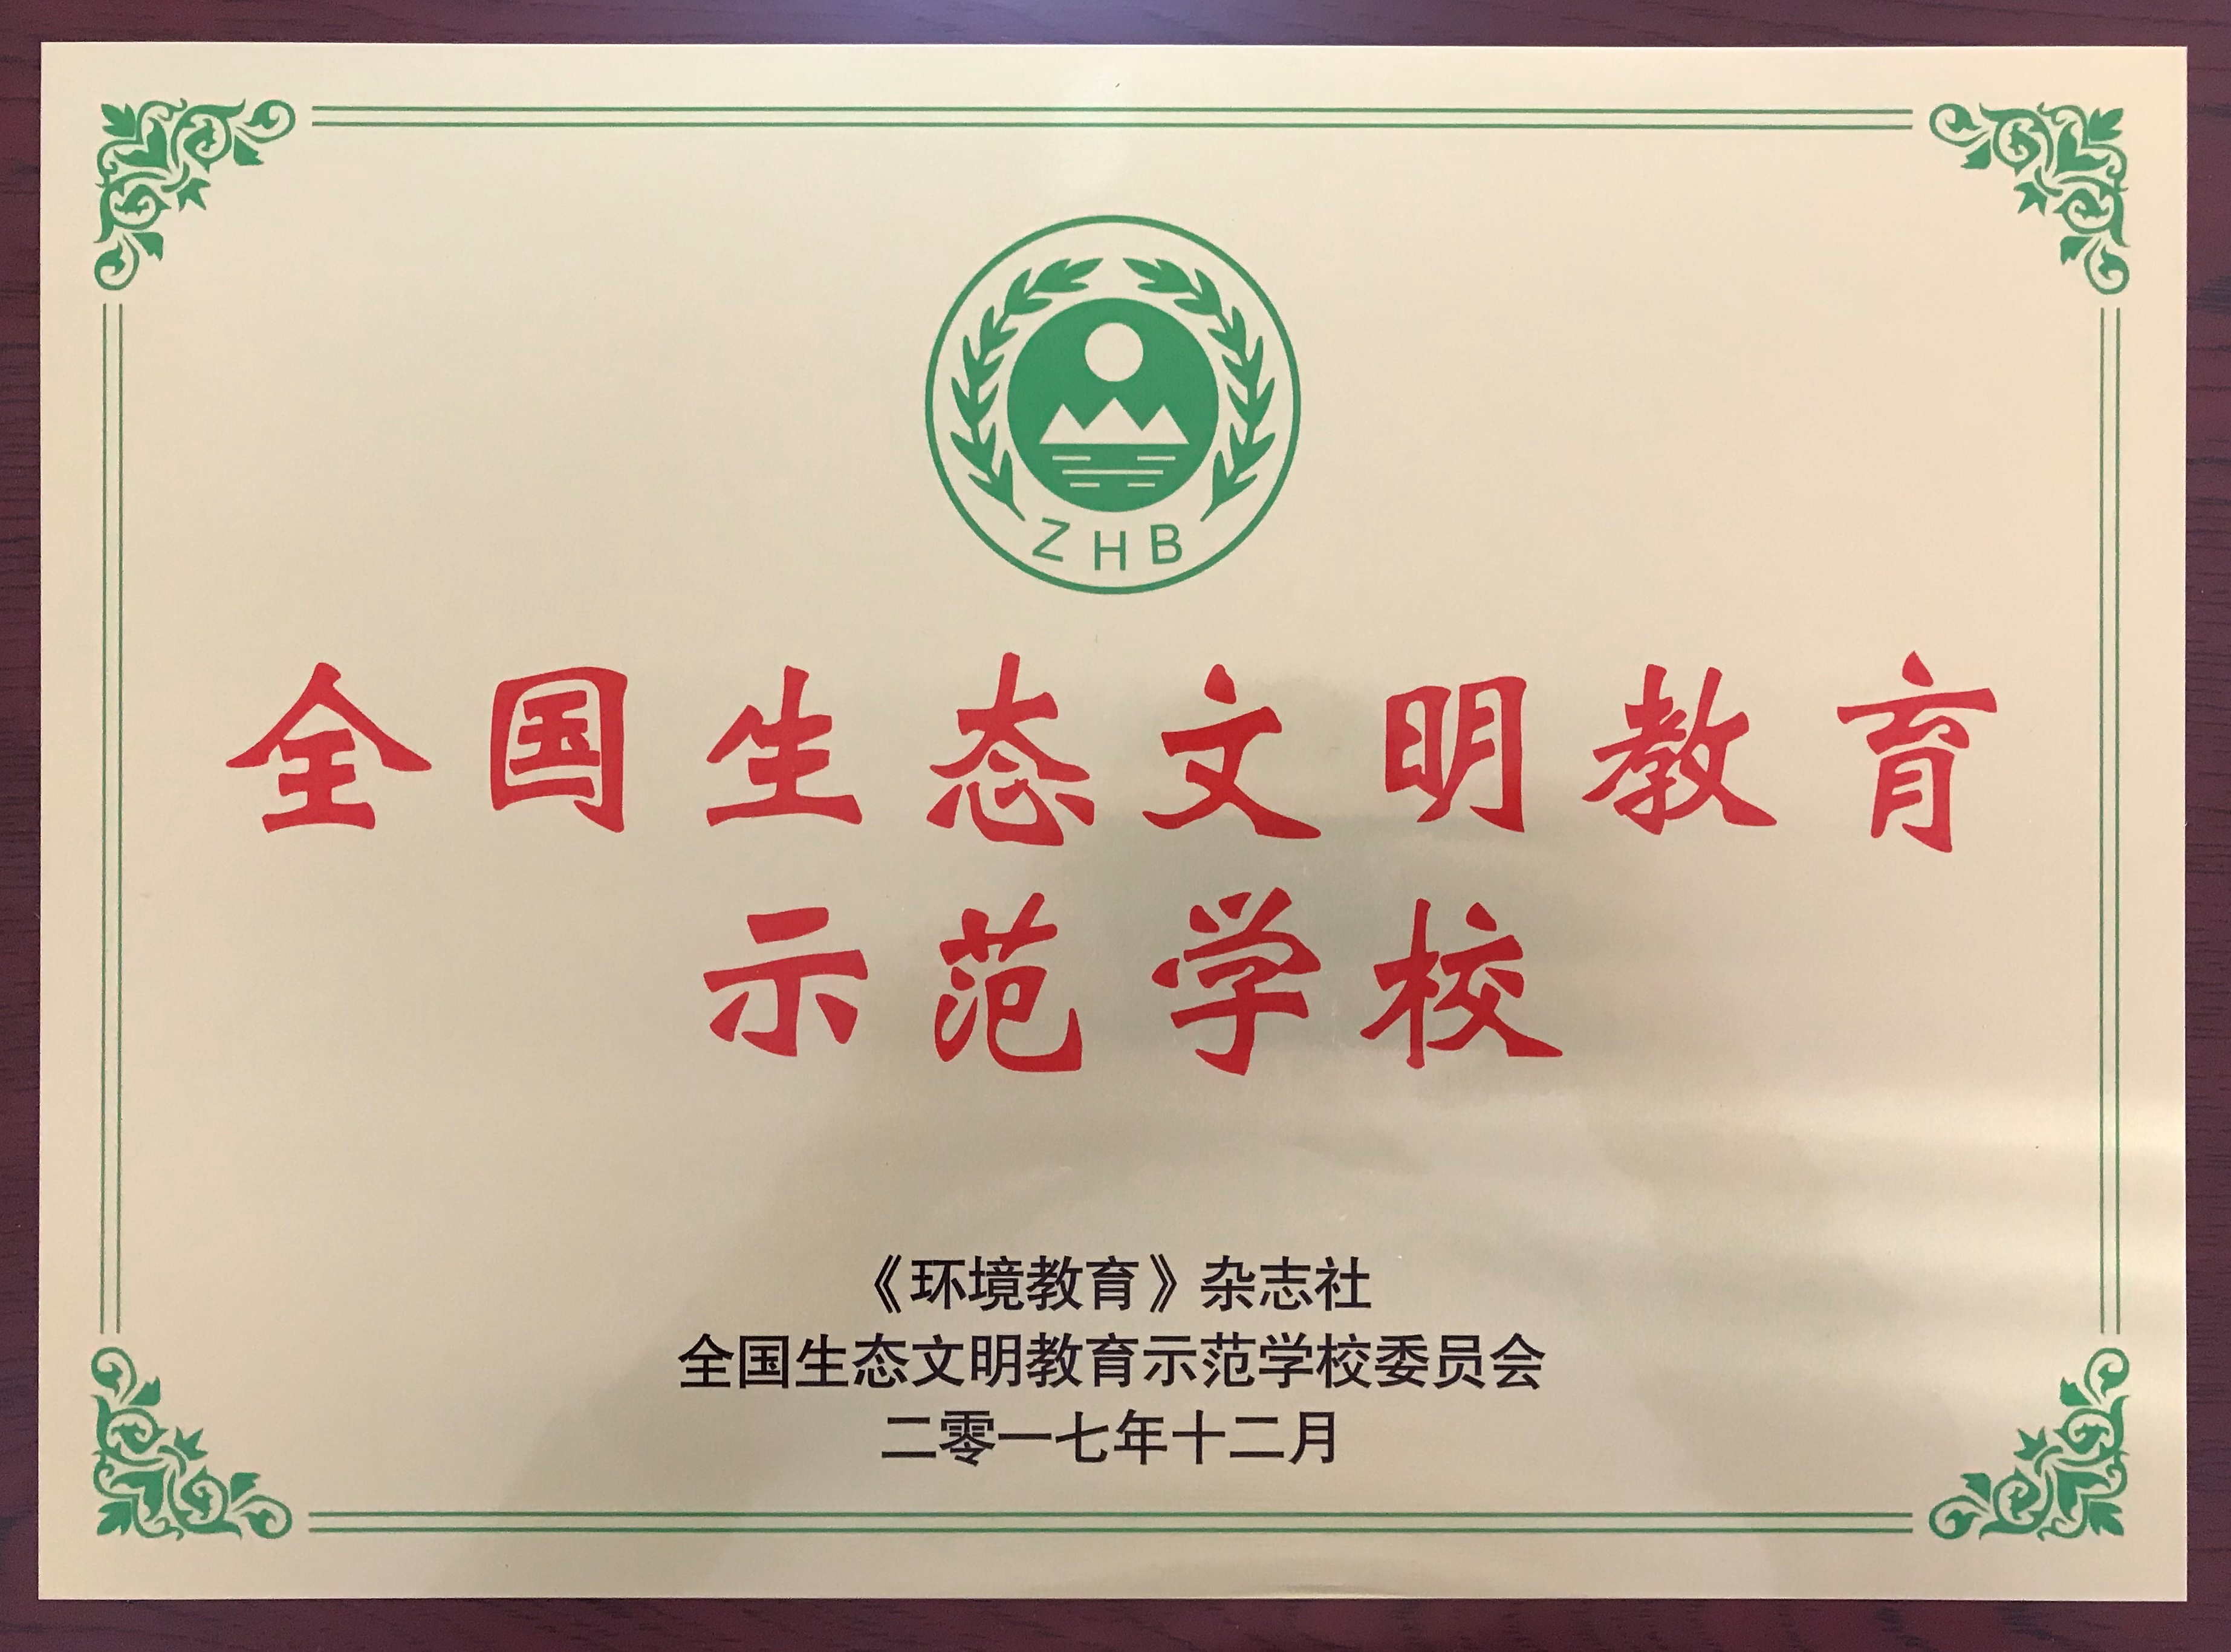 ZHB
全国生态文明教育
示范学校
《环境教育》杂志社
全国生态文明教育示范学校委员会
二零一七年十二月